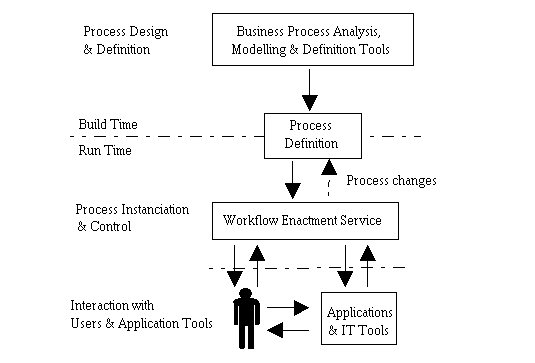 Process Design
& Definition
Business Process Analysis,
Modelling & Definition Tools
Build Time
Run Time
Process
Definition
Process changes
Process Instanciation
& Control
Workflow Enactment Service
Interaction with
Users & Application Tools
Applications
& IT Tools